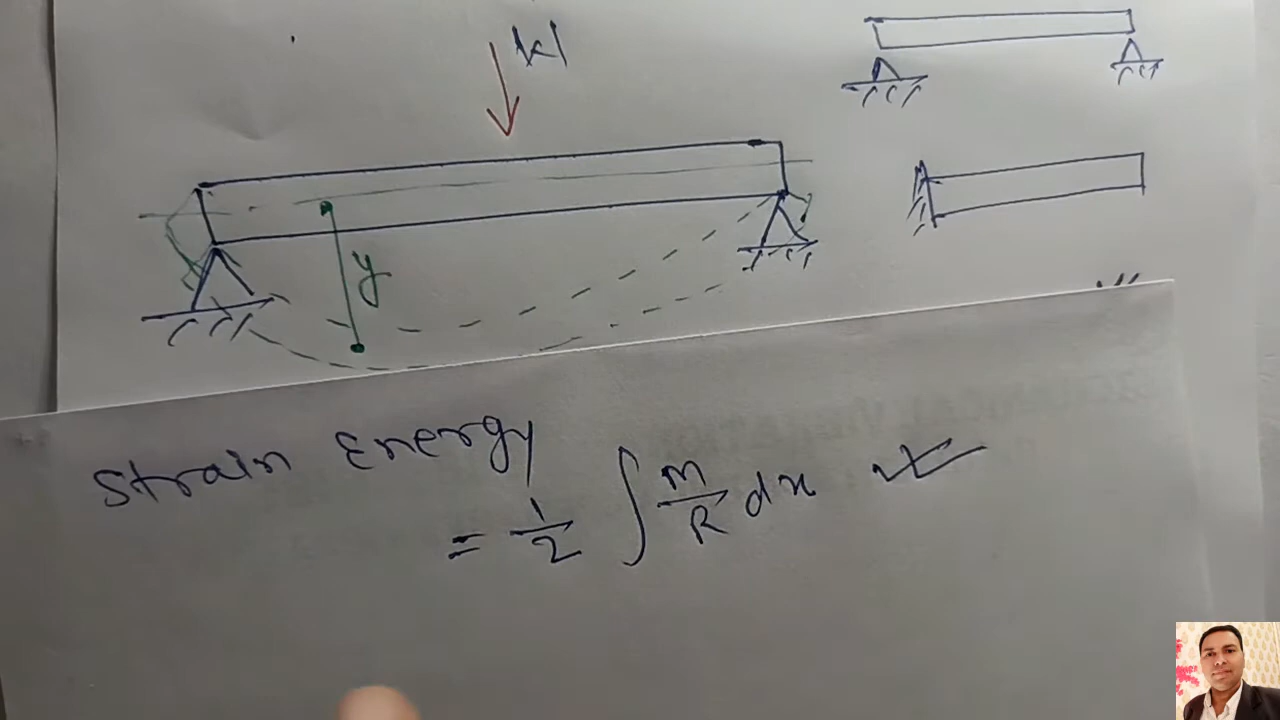 W
y
Strain Energy
= 1/2 ∫ M/R dx